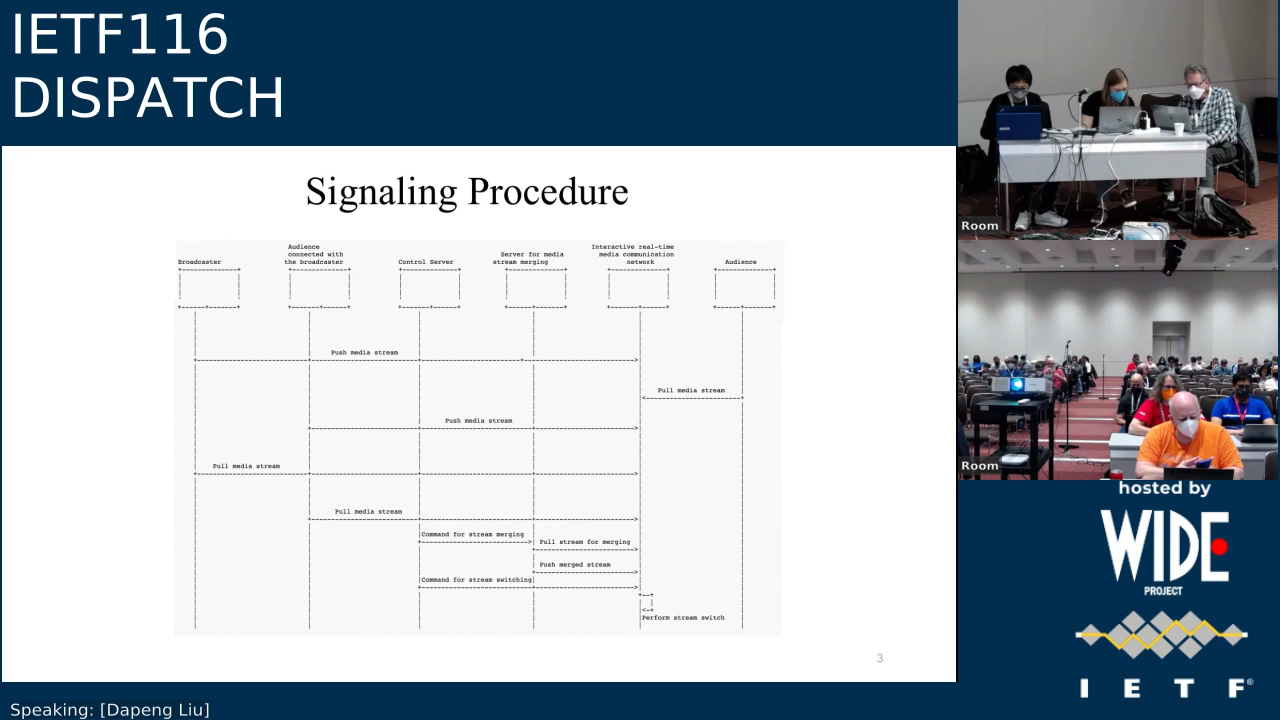 IETF116
DISPATCH
Signaling Procedure
Broadcaster
Audience
connected with
the broadcaster
Control Server
Server for media
stream merging
Interactive real-time
media communication
network
Audience
Push media stream
Pull media stream
Push media stream
Pull media stream
Pull media stream
Command for stream merging
Pull stream for merging
Push merged stream
Command for stream switching
Perform stream switch
3
Speaking: [Dapeng Liu]
Room
Room
hosted by
WIDE
PROJECT
I E T F®